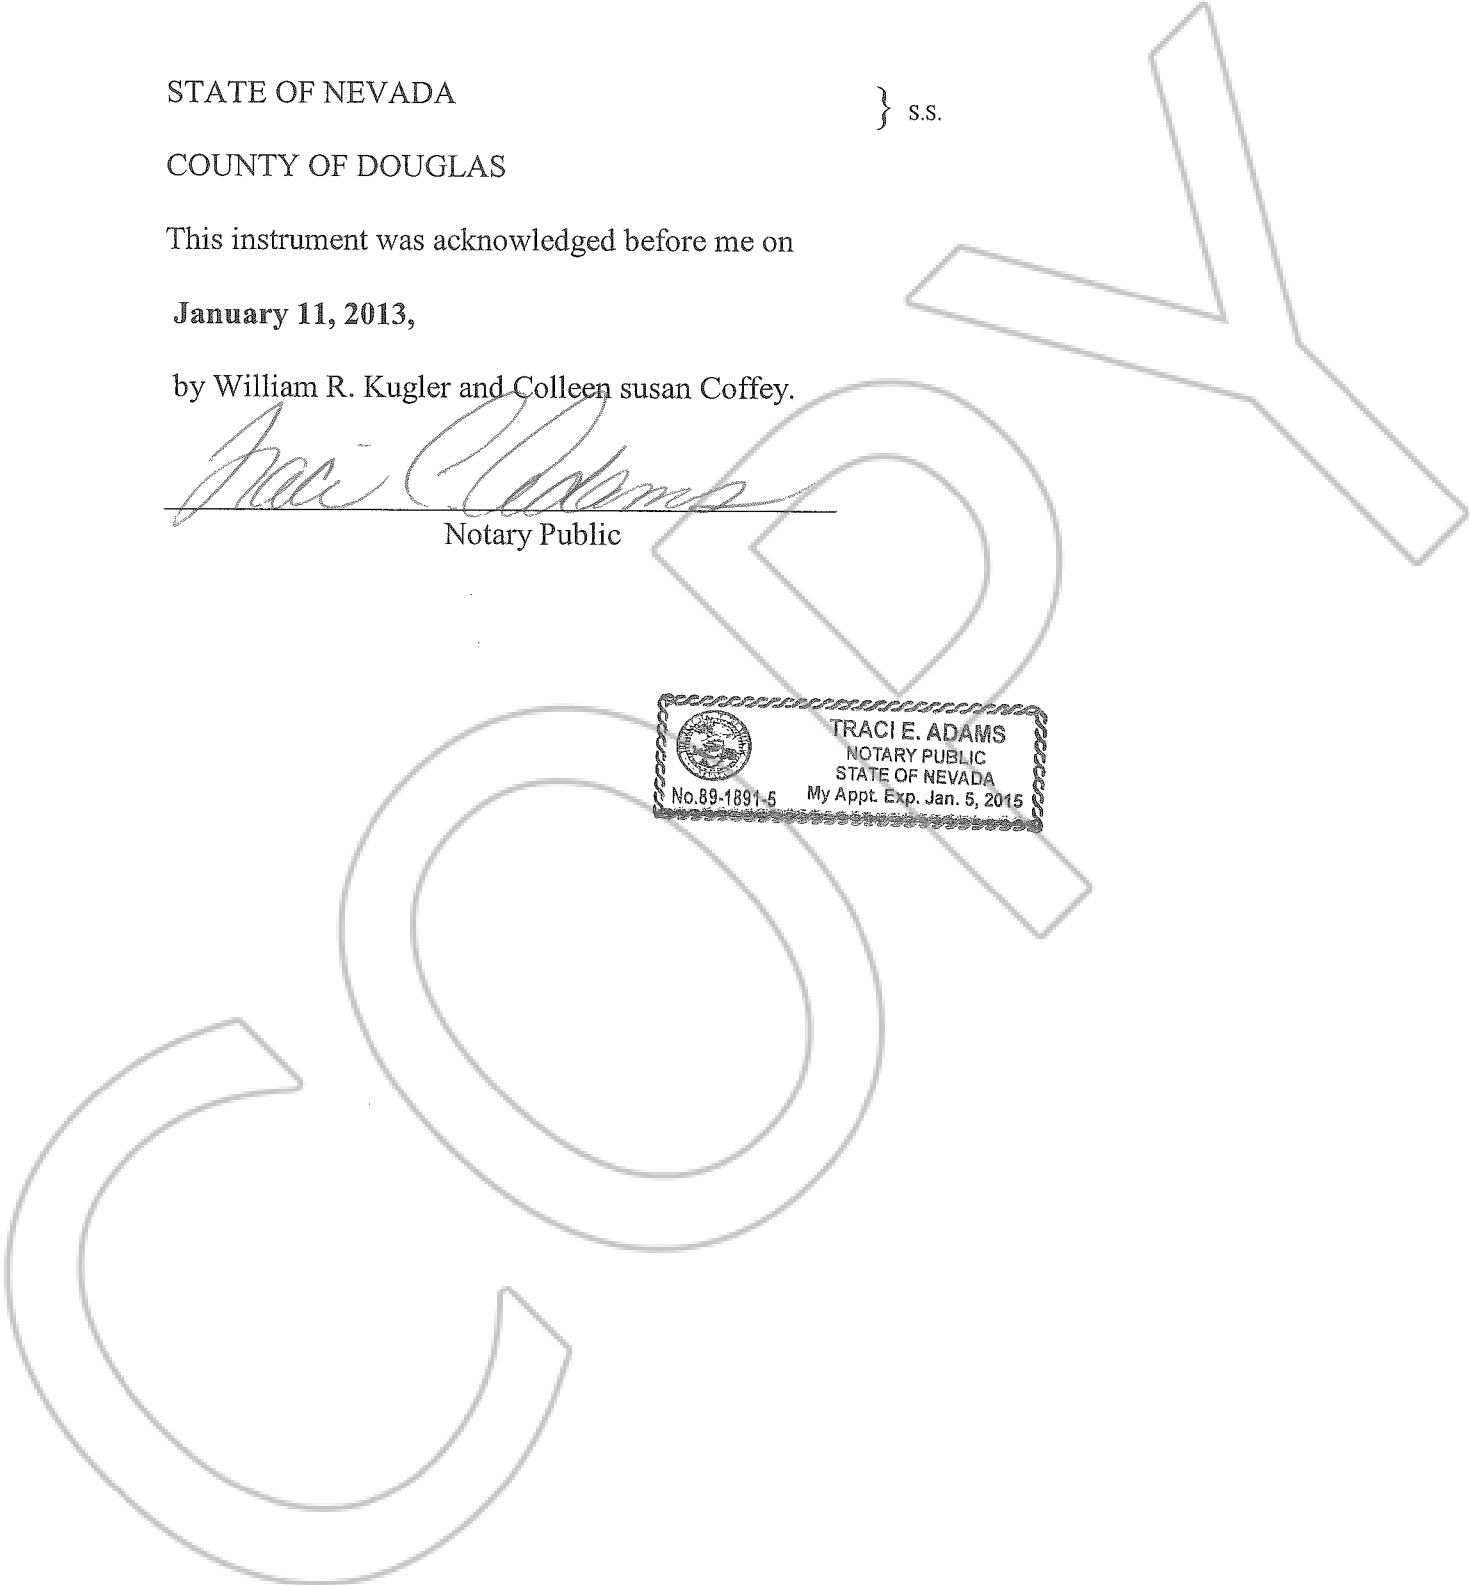 STATE OF NEVADA
} s.s.
COUNTY OF DOUGLAS
This instrument was acknowledged before me on
January 11, 2013,
by William R. Kugler and Colleen susan Coffey.
Traci E. Adams
Notary Public
TRACI E. ADAMS
NOTARY PUBLIC
STATE OF NEVADA
No.89-1891-5 My Appt. Exp. Jan. 5, 2015
COPY